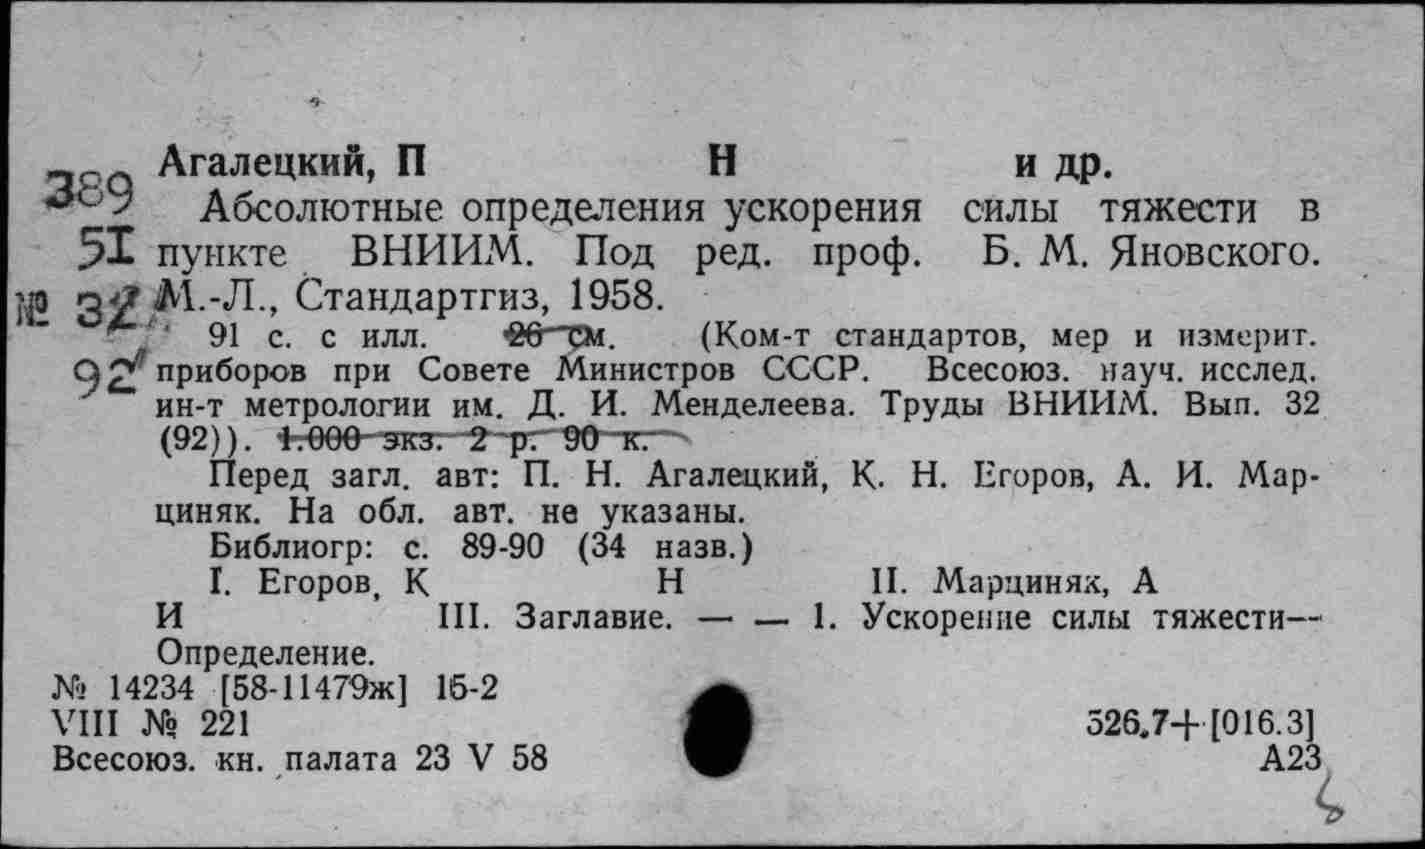 Агалецкий, П Н и др.
389
Абсолютные определения ускорения силы тяжести в
51 пункте ВНИИМ. Под ред. проф. Б. М. Яновского.
№ 32 М.-Л., Стандартгиз, 1958.
91 с. с илл. 26 см. (Ком-т стандартов, мер и измерит.
92 приборов при Совете Министров СССР. Всесоюз. науч. исслед.
ин-т метрологии им. Д. И. Менделеева. Труды ВНИИМ. Вып. 32
(92)). 1.000 экз. 2 р. 90 к.
Перед загл. авт: П. Н. Агалецкий, К. Н. Егоров, А. И. Мар-
циняк. На обл. авт. не указаны.
Библиогр: с. 89-90 (34 назв.)
I. Егоров, К Н II. Марциняк, А
И III. Заглавие. — — 1. Ускорение силы тяжести—
Определение.
№ 14234 [58-11479ж] 15-2
VIII № 221 526.7+[016.3]
Всесоюз. кн. палата 23 V 58 А23